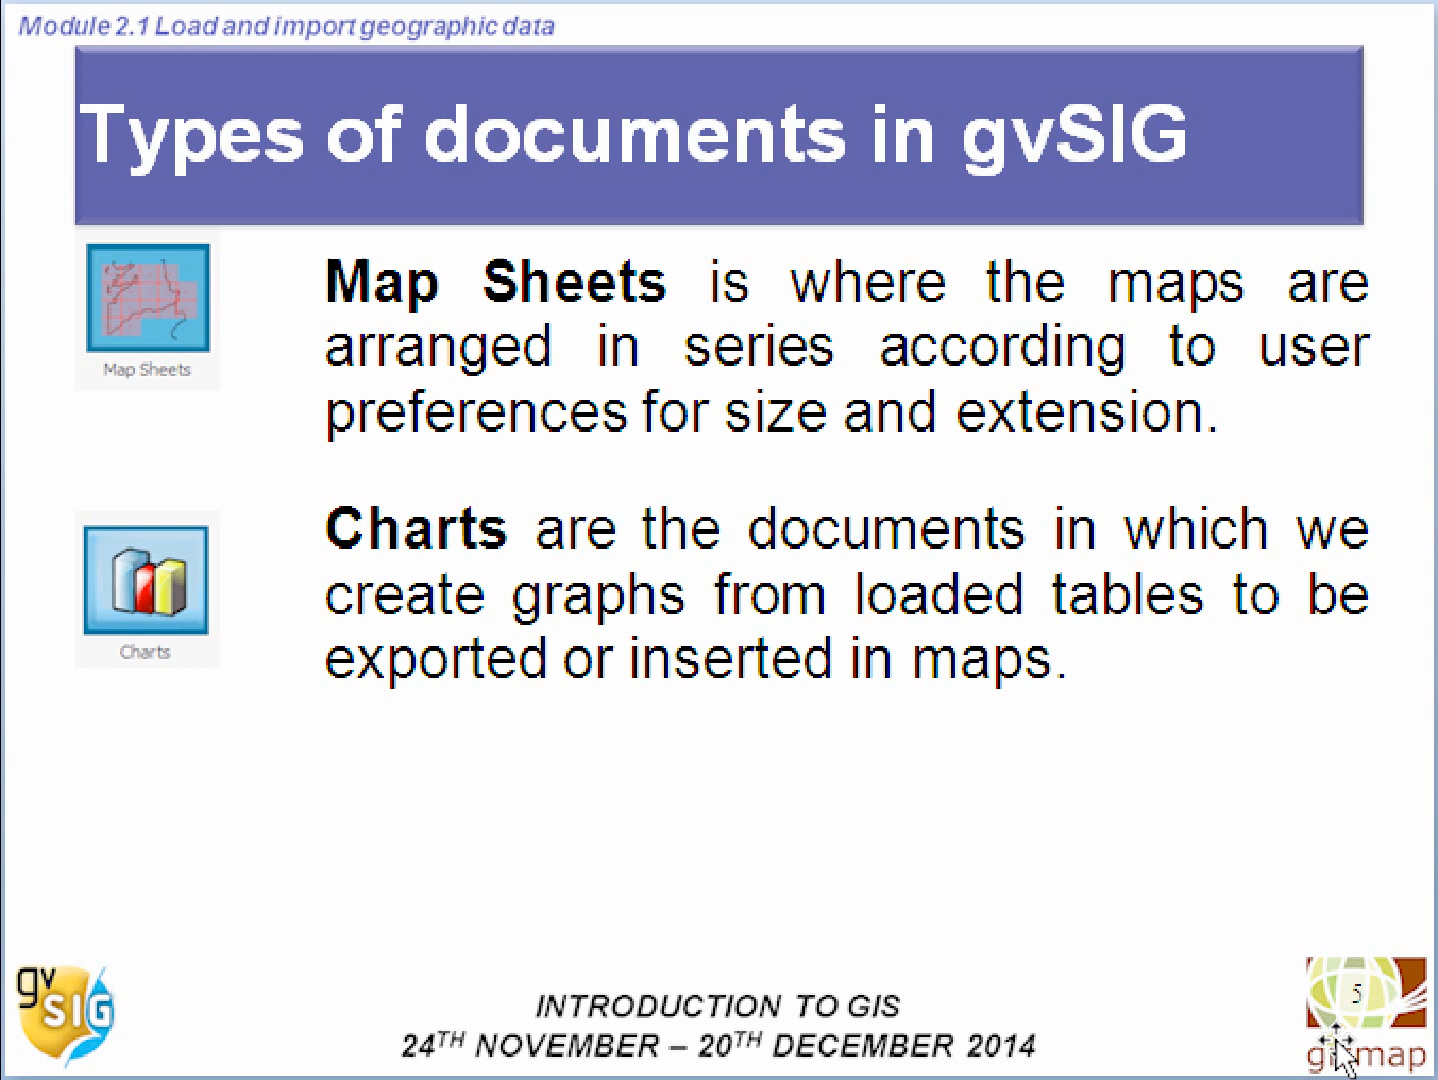 Module 2.1 Load and import geographic data
Types of documents in gvSIG
Map Sheets
Map Sheets is where the maps are
arranged in series according to user
preferences for size and extension.
Charts
Charts are the documents in which we
create graphs from loaded tables to be
exported or inserted in maps.
gv
SIG
INTRODUCTION TO GIS
24TH NOVEMBER – 20TH DECEMBER 2014
5